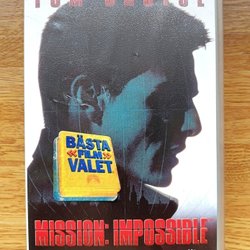 TOM CRUISE
BÄSTA
FILM
VALET
MISSION: IMPOSSIBLE